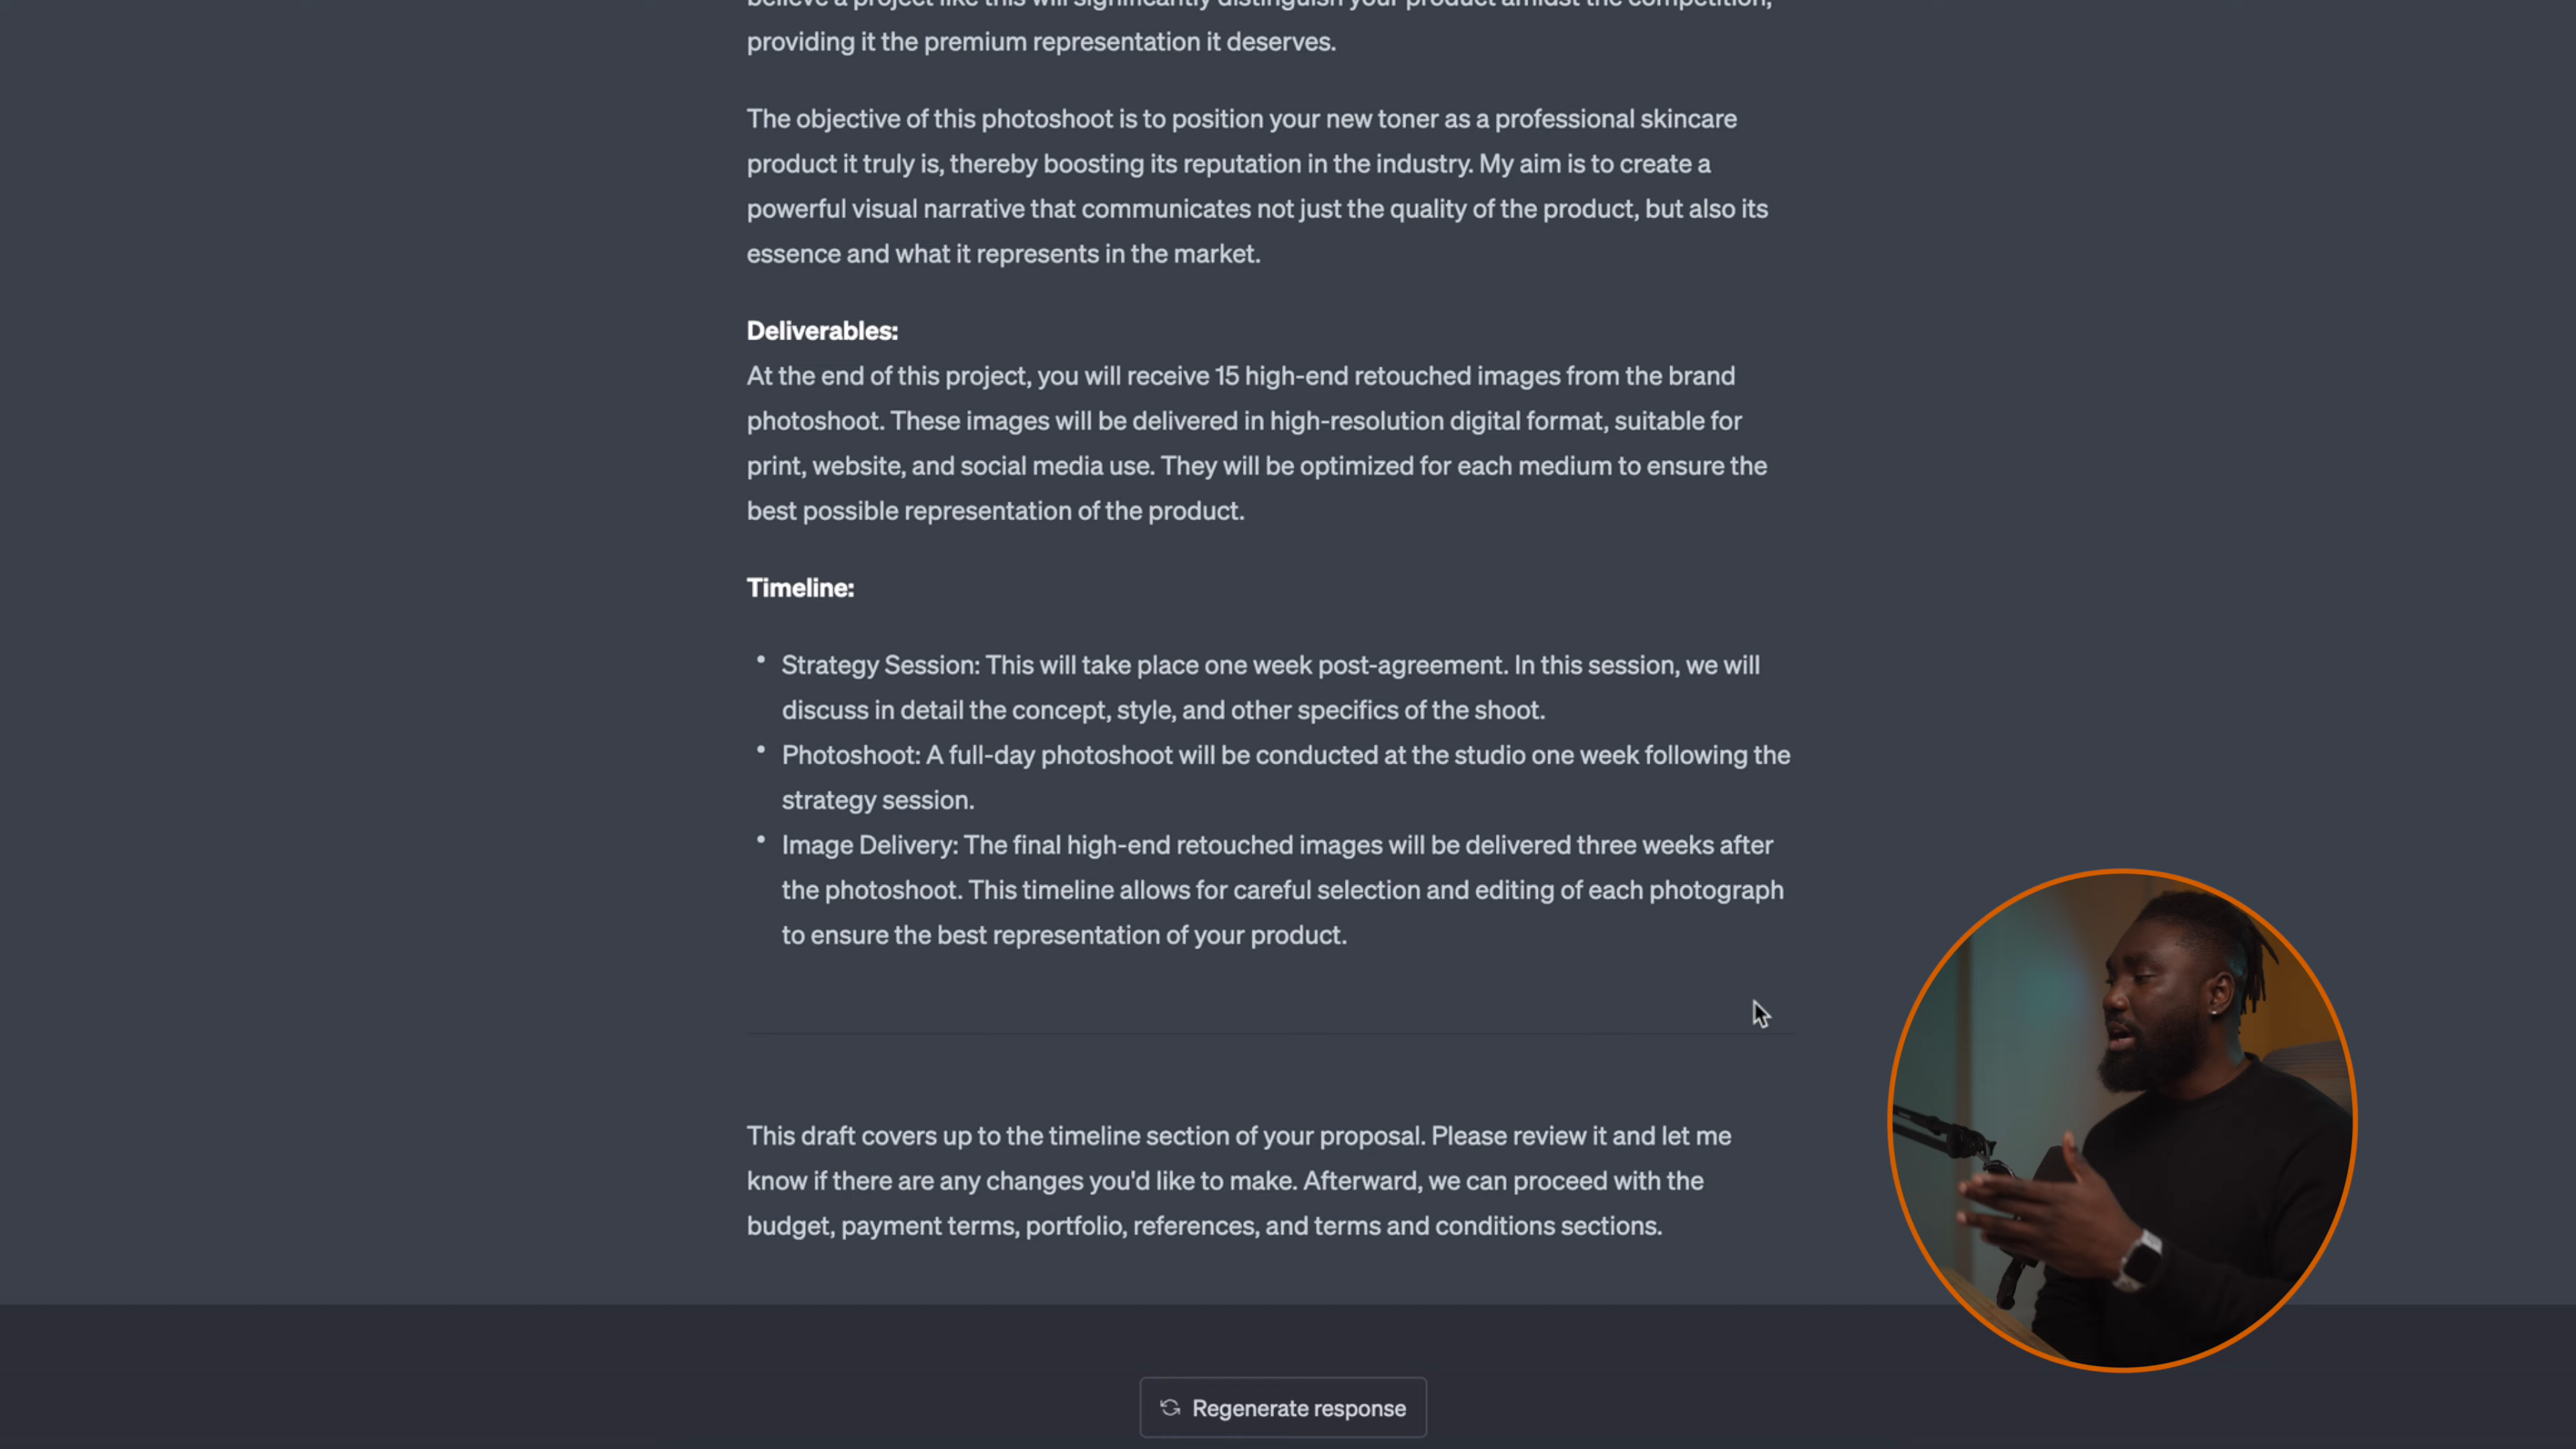 believe a project like this will significantly distinguish your product amidst the competition,
providing it the premium representation it deserves.
The objective of this photoshoot is to position your new toner as a professional skincare
product it truly is, thereby boosting its reputation in the industry. My aim is to create a
powerful visual narrative that communicates not just the quality of the product, but also its
essence and what it represents in the market.
Deliverables:
At the end of this project, you will receive 15 high-end retouched images from the brand
photoshoot. These images will be delivered in high-resolution digital format, suitable for
print, website, and social media use. They will be optimized for each medium to ensure the
best possible representation of the product.
Timeline:
• Strategy Session: This will take place one week post-agreement. In this session, we will
discuss in detail the concept, style, and other specifics of the shoot.
• Photoshoot: A full-day photoshoot will be conducted at the studio one week following the
strategy session.
• Image Delivery: The final high-end retouched images will be delivered three weeks after
the photoshoot. This timeline allows for careful selection and editing of each photograph
to ensure the best representation of your product.
This draft covers up to the timeline section of your proposal. Please review it and let me
know if there are any changes you'd like to make. Afterward, we can proceed with the
budget, payment terms, portfolio, references, and terms and conditions sections.
Regenerate response